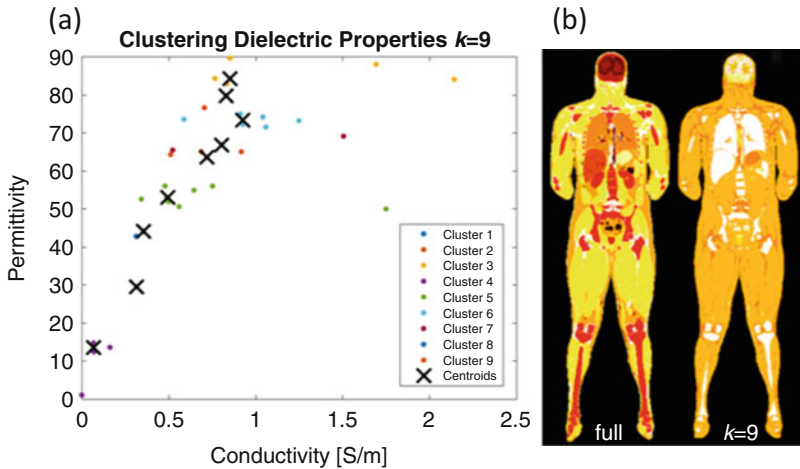 (a)
Clustering Dielectric Properties k=9
Permittivity
90
80
70
60
50
40
30
20
10
0
0
0.5
1
1.5
2
2.5
Conductivity [S/m]
Cluster 1
Cluster 2
Cluster 3
Cluster 4
Cluster 5
Cluster 6
Cluster 7
Cluster 8
Cluster 9
Centroids
(b)
full
k=9